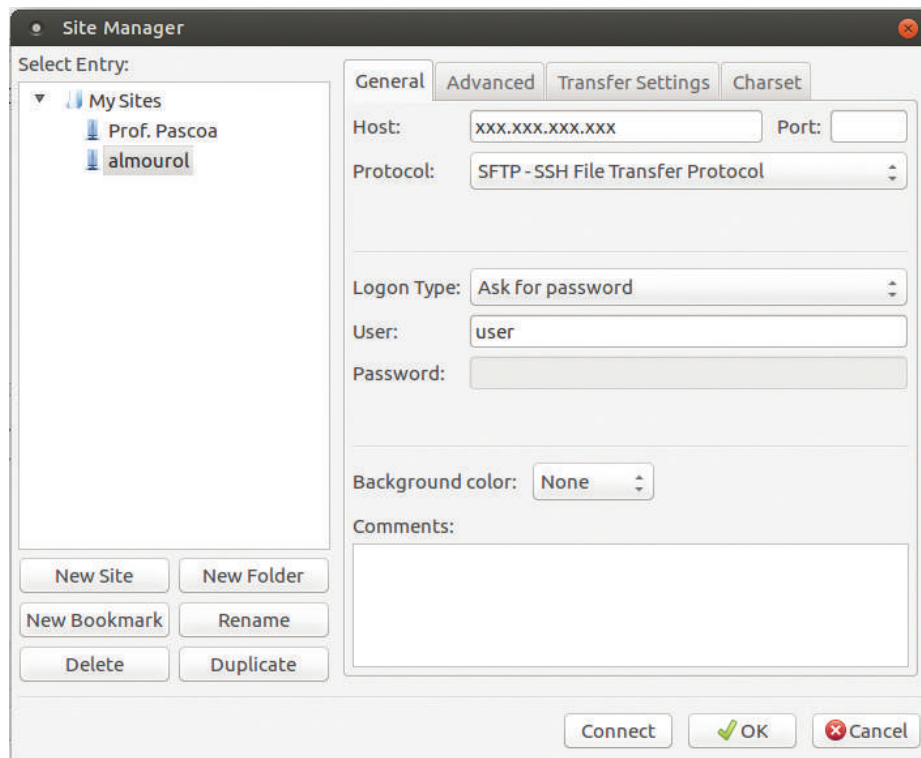 Site Manager
Select Entry:
My Sites
Prof. Pascoa
almourol
New Site
New Folder
New Bookmark
Rename
Delete
Duplicate
General
Advanced
Transfer Settings
Charset
Host:
xxx.xxx.xxx.xxx
Port:
Protocol:
SFTP - SSH File Transfer Protocol
Logon Type:
Ask for password
User:
user
Password:
Background color:
None
Comments:
Connect
OK
Cancel